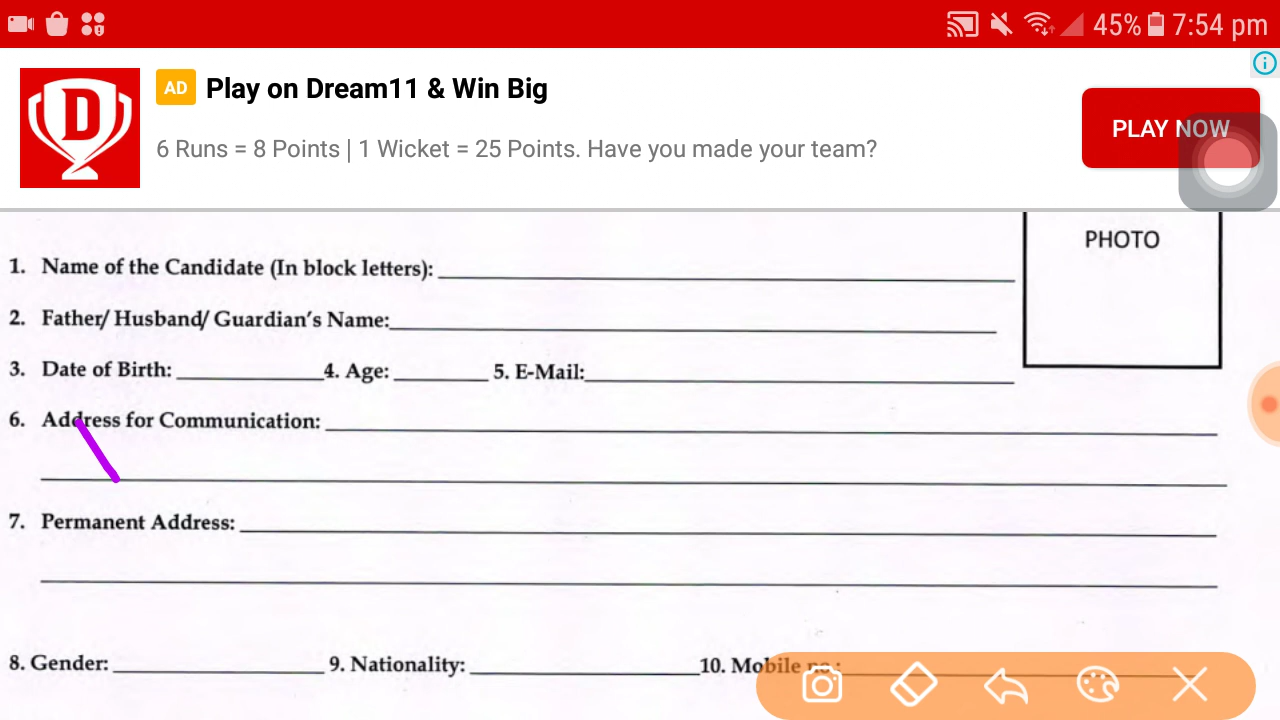 45% 7:54 pm
D
AD Play on Dream11 & Win Big
6 Runs = 8 Points | 1 Wicket = 25 Points. Have you made your team?
PLAY NOW
PHOTO
1. Name of the Candidate (In block letters):
2. Father/ Husband/ Guardian's Name:
3. Date of Birth: 4. Age: 5. E-Mail:
6. Address for Communication:
7. Permanent Address:
8. Gender: 9. Nationality: 10. Mobile no.: